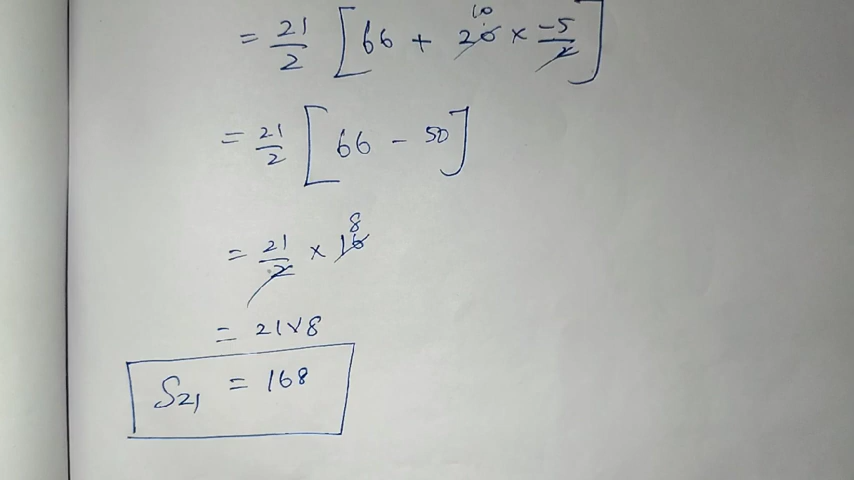 = 21/2 [66 + 20 10 × -5/2]
= 21/2 [66 - 50]
= 21/2 × 16 8
= 21×8
S21 = 168